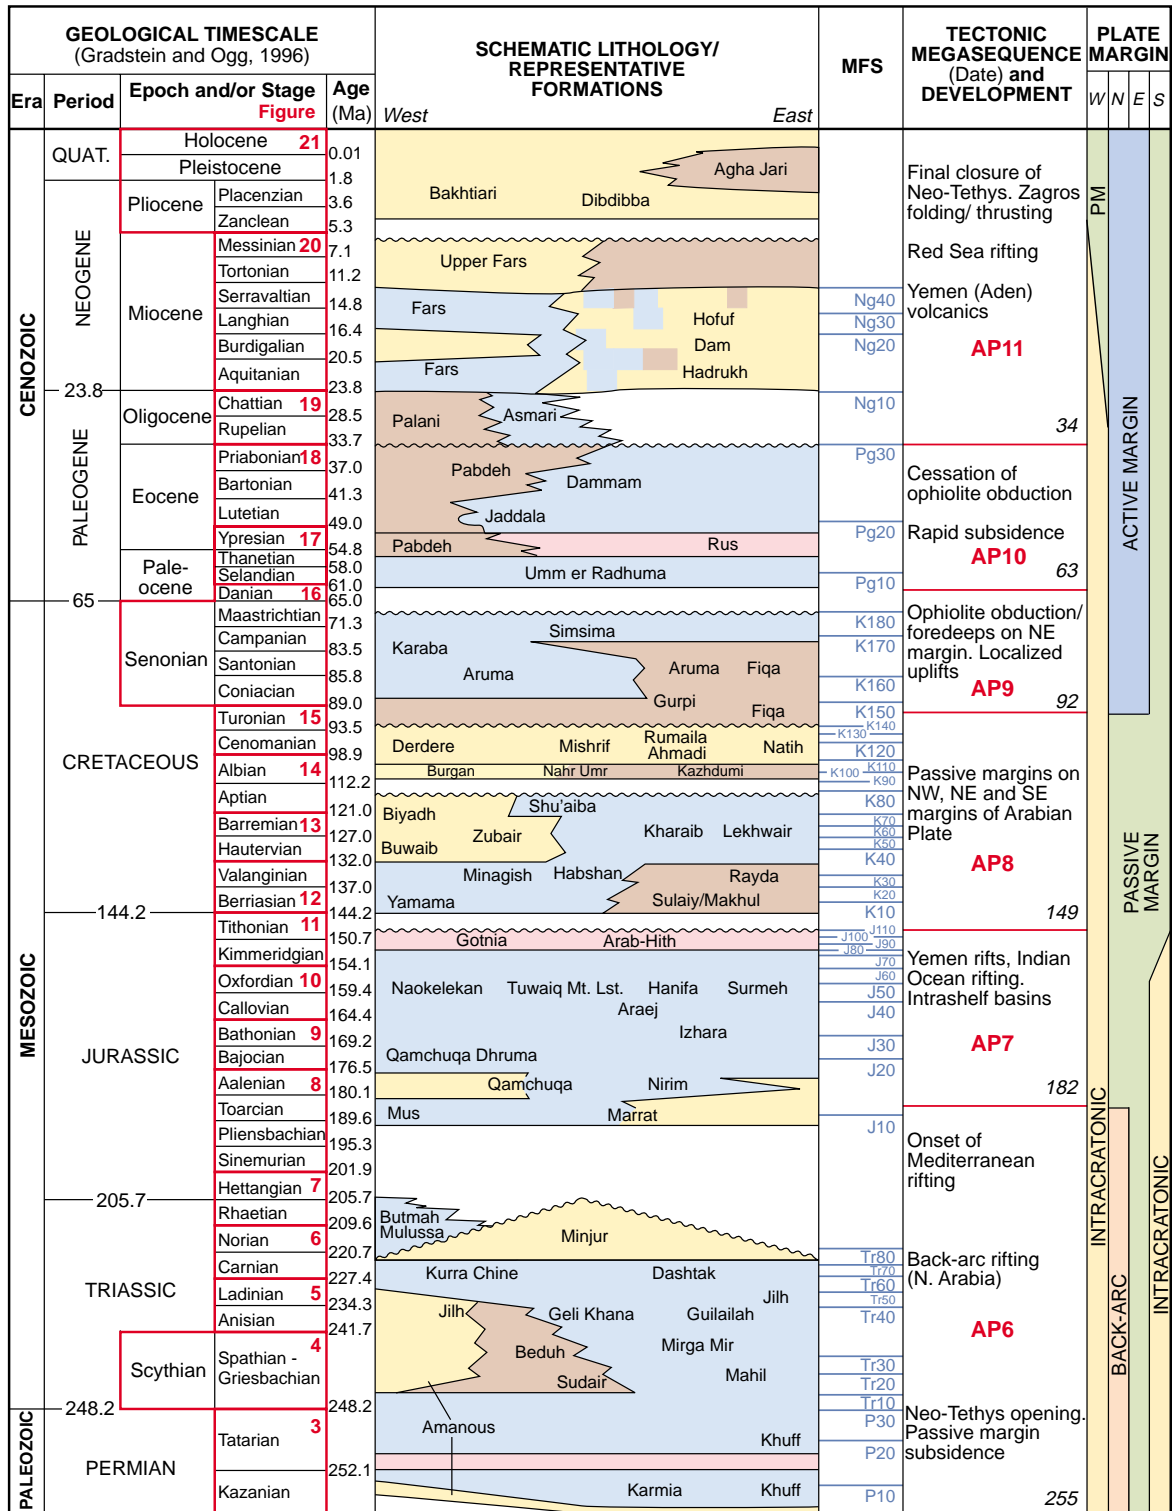 GEOLOGICAL TIMESCALE
(Gradstein and Ogg, 1996)
Era
Period
Epoch and/or Stage
Figure
Age
(Ma)
SCHEMATIC LITHOLOGY/
REPRESENTATIVE
FORMATIONS
West
East
MFS
TECTONIC
MEGASEQUENCE
(Date) and
DEVELOPMENT
PLATE
MARGIN
W N E S
CENOZOIC
MESOZOIC
PALEOZOIC
QUAT.
NEOGENE
23.8
PALEOGENE
65
CRETACEOUS
144.2
JURASSIC
205.7
TRIASSIC
248.2
PERMIAN
Holocene 21
0.01
Pleistocene
1.8
Pliocene
Placenzian
3.6
Zanclean
5.3
Miocene
Messinian 20
7.1
Tortonian
11.2
Serravaltian
14.8
Langhian
16.4
Burdigalian
20.5
Aquitanian
23.8
Oligocene
Chattian 19
28.5
Rupelian
33.7
Eocene
Priabonian 18
37.0
Bartonian
41.3
Lutetian
49.0
Ypresian 17
54.8
Pale-
ocene
Thanetian
58.0
Selandian
61.0
Danian 16
65.0
Senonian
Maastrichtian
71.3
Campanian
83.5
Santonian
85.8
Coniacian
89.0
Turonian 15
93.5
Cenomanian
98.9
Albian 14
112.2
Aptian
121.0
Barremian 13
127.0
Hautervian
132.0
Valanginian
137.0
Berriasian 12
144.2
Tithonian 11
150.7
Kimmeridgian
154.1
Oxfordian 10
159.4
Callovian
164.4
Bathonian 9
169.2
Bajocian
176.5
Aalenian 8
180.1
Toarcian
189.6
Pliensbachian
195.3
Sinemurian
201.9
Hettangian 7
205.7
Rhaetian
209.6
Norian 6
220.7
Carnian
227.4
Ladinian 5
234.3
Anisian
241.7
Scythian
4
Spathian -
Griesbachian
248.2
Tatarian 3
252.1
Kazanian
Agha Jari
Bakhtiari
Dibdibba
Upper Fars
Fars
Hofuf
Dam
Fars
Hadrukh
Palani
Asmari
Pabdeh
Dammam
Jaddala
Pabdeh
Rus
Umm er Radhuma
Simsima
Karaba
Aruma
Aruma Fiqa
Gurpi
Fiqa
Derdere
Mishrif
Rumaila
Ahmadi
Natih
Burgan
Nahr Umr
Kazhdumi
Shu'aiba
Biyadh
Zubair
Kharaib Lekhwair
Buwaib
Minagish
Habshan
Rayda
Yamama
Sulaiy/Makhul
Gotnia
Arab-Hith
Naokelekan Tuwaiq Mt. Lst. Hanifa Surmeh
Araej
Izhara
Qamchuqa Dhruma
Qamchuqa
Nirim
Mus
Marrat
Butmah
Mulussa
Minjur
Kurra Chine
Dashtak
Jilh
Jilh
Geli Khana
Guilailah
Beduh
Mirga Mir
Sudair
Mahil
Amanous
Khuff
Karmia
Khuff
Ng40
Ng30
Ng20
Ng10
Pg30
Pg20
Pg10
K180
K170
K160
K150
K140
K130
K120
K110
K100
K90
K80
K70
K60
K50
K40
K30
K20
K10
J110
J100
J90
J80
J70
J60
J50
J40
J30
J20
J10
Tr80
Tr70
Tr60
Tr50
Tr40
Tr30
Tr20
Tr10
P30
P20
P10
Final closure of
Neo-Tethys. Zagros
folding/ thrusting
Red Sea rifting
Yemen (Aden)
volcanics
AP11
34
Cessation of
ophiolite obduction
Rapid subsidence
AP10
63
Ophiolite obduction/
foredeeps on NE
margin. Localized
uplifts
AP9
92
Passive margins on
NW, NE and SE
margins of Arabian
Plate
AP8
149
Yemen rifts, Indian
Ocean rifting.
Intrashelf basins
AP7
182
Onset of
Mediterranean
rifting
Back-arc rifting
(N. Arabia)
AP6
Neo-Tethys opening.
Passive margin
subsidence
255
PM
INTRACRATONIC
ACTIVE MARGIN
BACK-ARC
PASSIVE
MARGIN
INTRACRATONIC